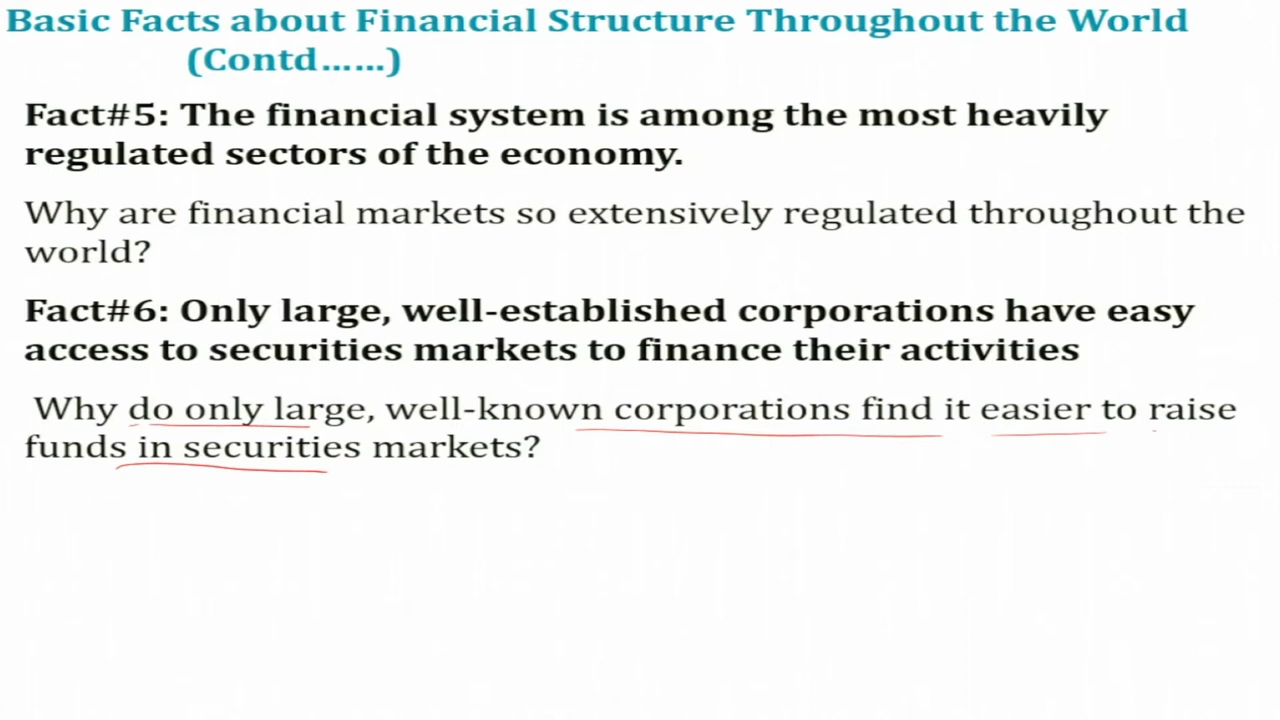 Basic Facts about Financial Structure Throughout the World
(Contd……)
Fact#5: The financial system is among the most heavily
regulated sectors of the economy.
Why are financial markets so extensively regulated throughout the
world?
Fact#6: Only large, well-established corporations have easy
access to securities markets to finance their activities
Why do only large, well-known corporations find it easier to raise
funds in securities markets?